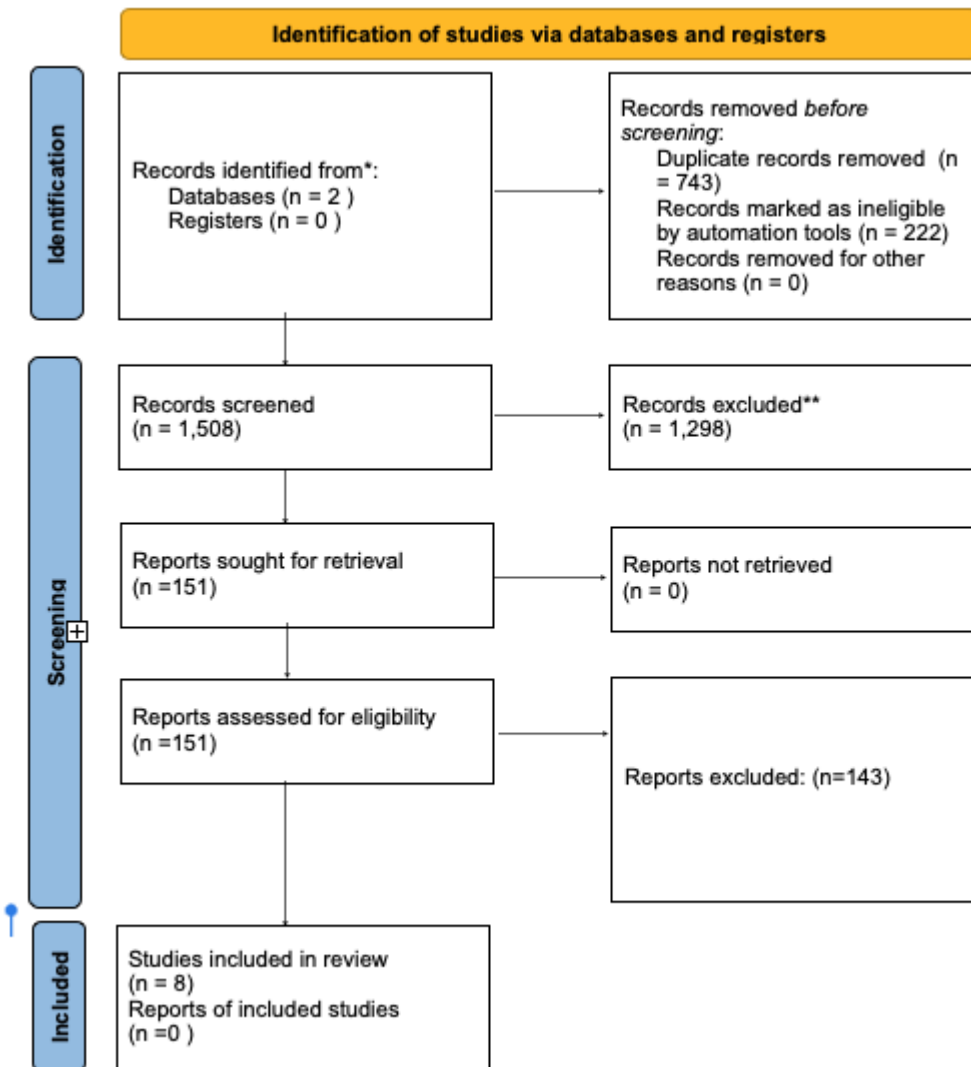 Identification of studies via databases and registers
Identification
Records identified from*:
Databases (n = 2 )
Registers (n = 0 )
Records removed before
screening:
Duplicate records removed  (n
= 743)
Records marked as ineligible
by automation tools (n = 222)
Records removed for other
reasons (n = 0)
Screening
Records screened
(n = 1,508)
Records excluded**
(n = 1,298)
Reports sought for retrieval
(n =151)
Reports not retrieved
(n = 0)
Reports assessed for eligibility
(n =151)
Reports excluded: (n=143)
Included
Studies included in review
(n = 8)
Reports of included studies
(n =0 )